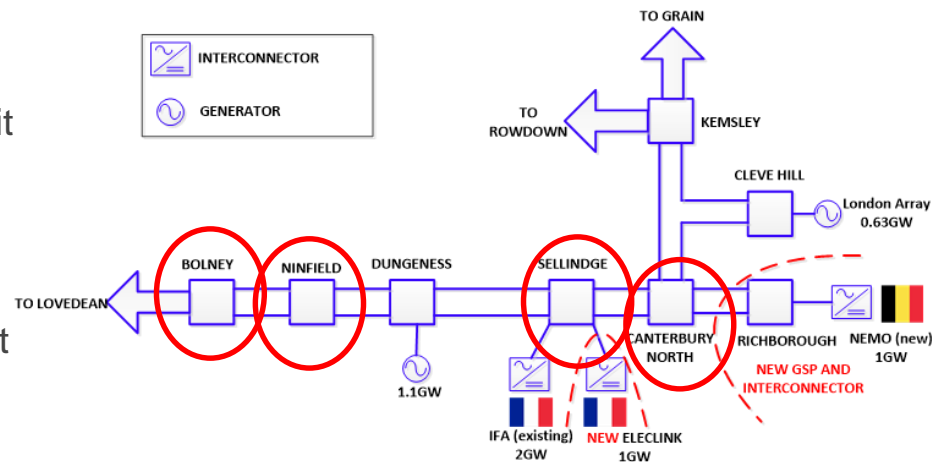 TO GRAIN
INTERCONNECTOR
GENERATOR
it
TO
ROWDOWN
KEMSLEY
CLEVE HILL
London Array
0.63GW
BOLNEY
NINFIELD
DUNGENESS
SELLINDGE
TO LOVEDEAN
t
CANTERBURY
NORTH
RICHBOROUGH
NEMO (new)
1GW
1.1GW
NEW GSP AND
INTERCONNECTOR
IFA (existing)
2GW
NEW ELECLINK
1GW